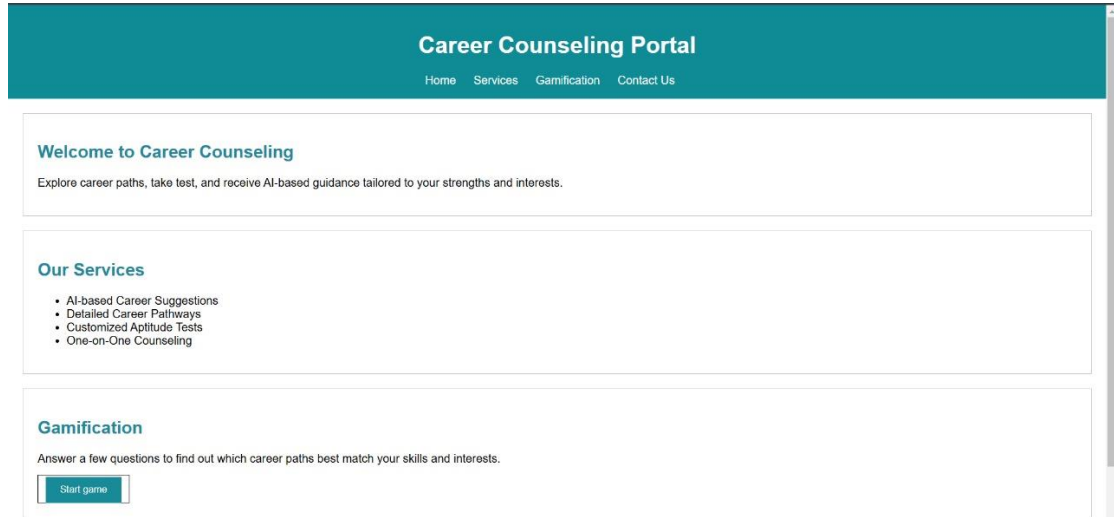 Career Counseling Portal
Home Services Gamification Contact Us
Welcome to Career Counseling
Explore career paths, take test, and receive AI-based guidance tailored to your strengths and interests.
Our Services
• AI-based Career Suggestions
• Detailed Career Pathways
• Customized Aptitude Tests
• One-on-One Counseling
Gamification
Answer a few questions to find out which career paths best match your skills and interests.
Start game